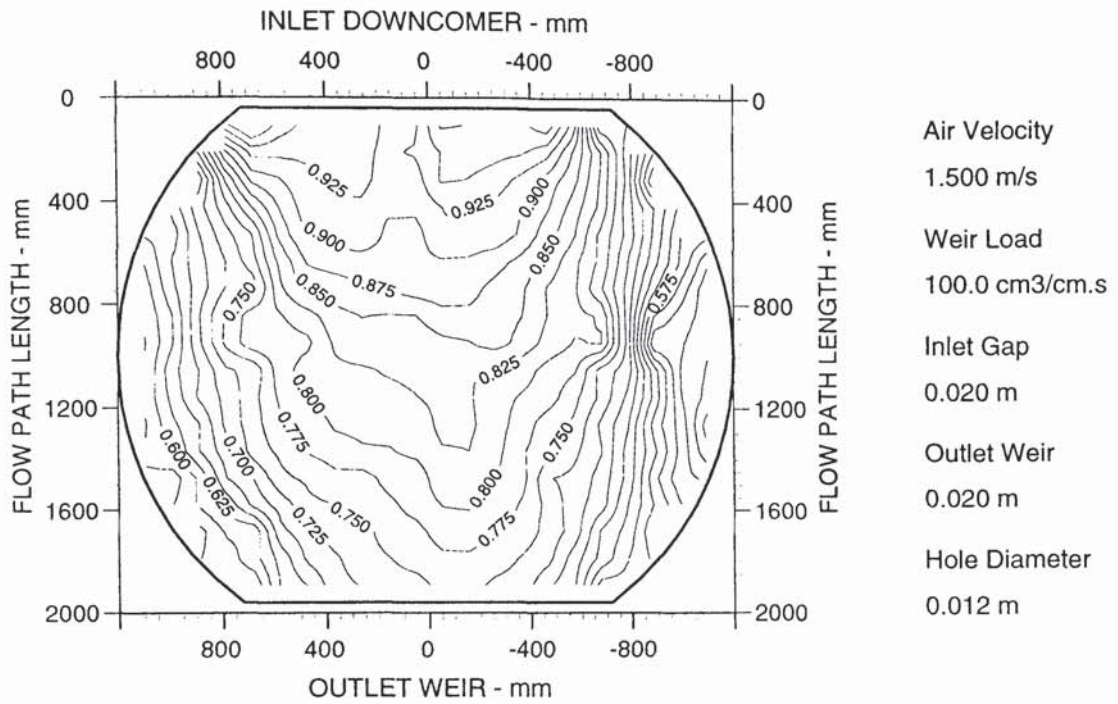 INLET DOWNCOMER - mm
800 400 0 -400 -800
0 0
0.925 0.925 0.900
400 400
0.900 0.850
0.750 0.850 0.875 0.575
800 800
0.825
0.800
1200 1200
0.775 0.750
0.600 0.700 0.800
0.625 0.725 0.750 0.775
1600 1600
2000 2000
800 400 0 -400 -800
OUTLET WEIR - mm
FLOW PATH LENGTH - mm
FLOW PATH LENGTH - mm
Air Velocity
1.500 m/s
Weir Load
100.0 cm3/cm.s
Inlet Gap
0.020 m
Outlet Weir
0.020 m
Hole Diameter
0.012 m